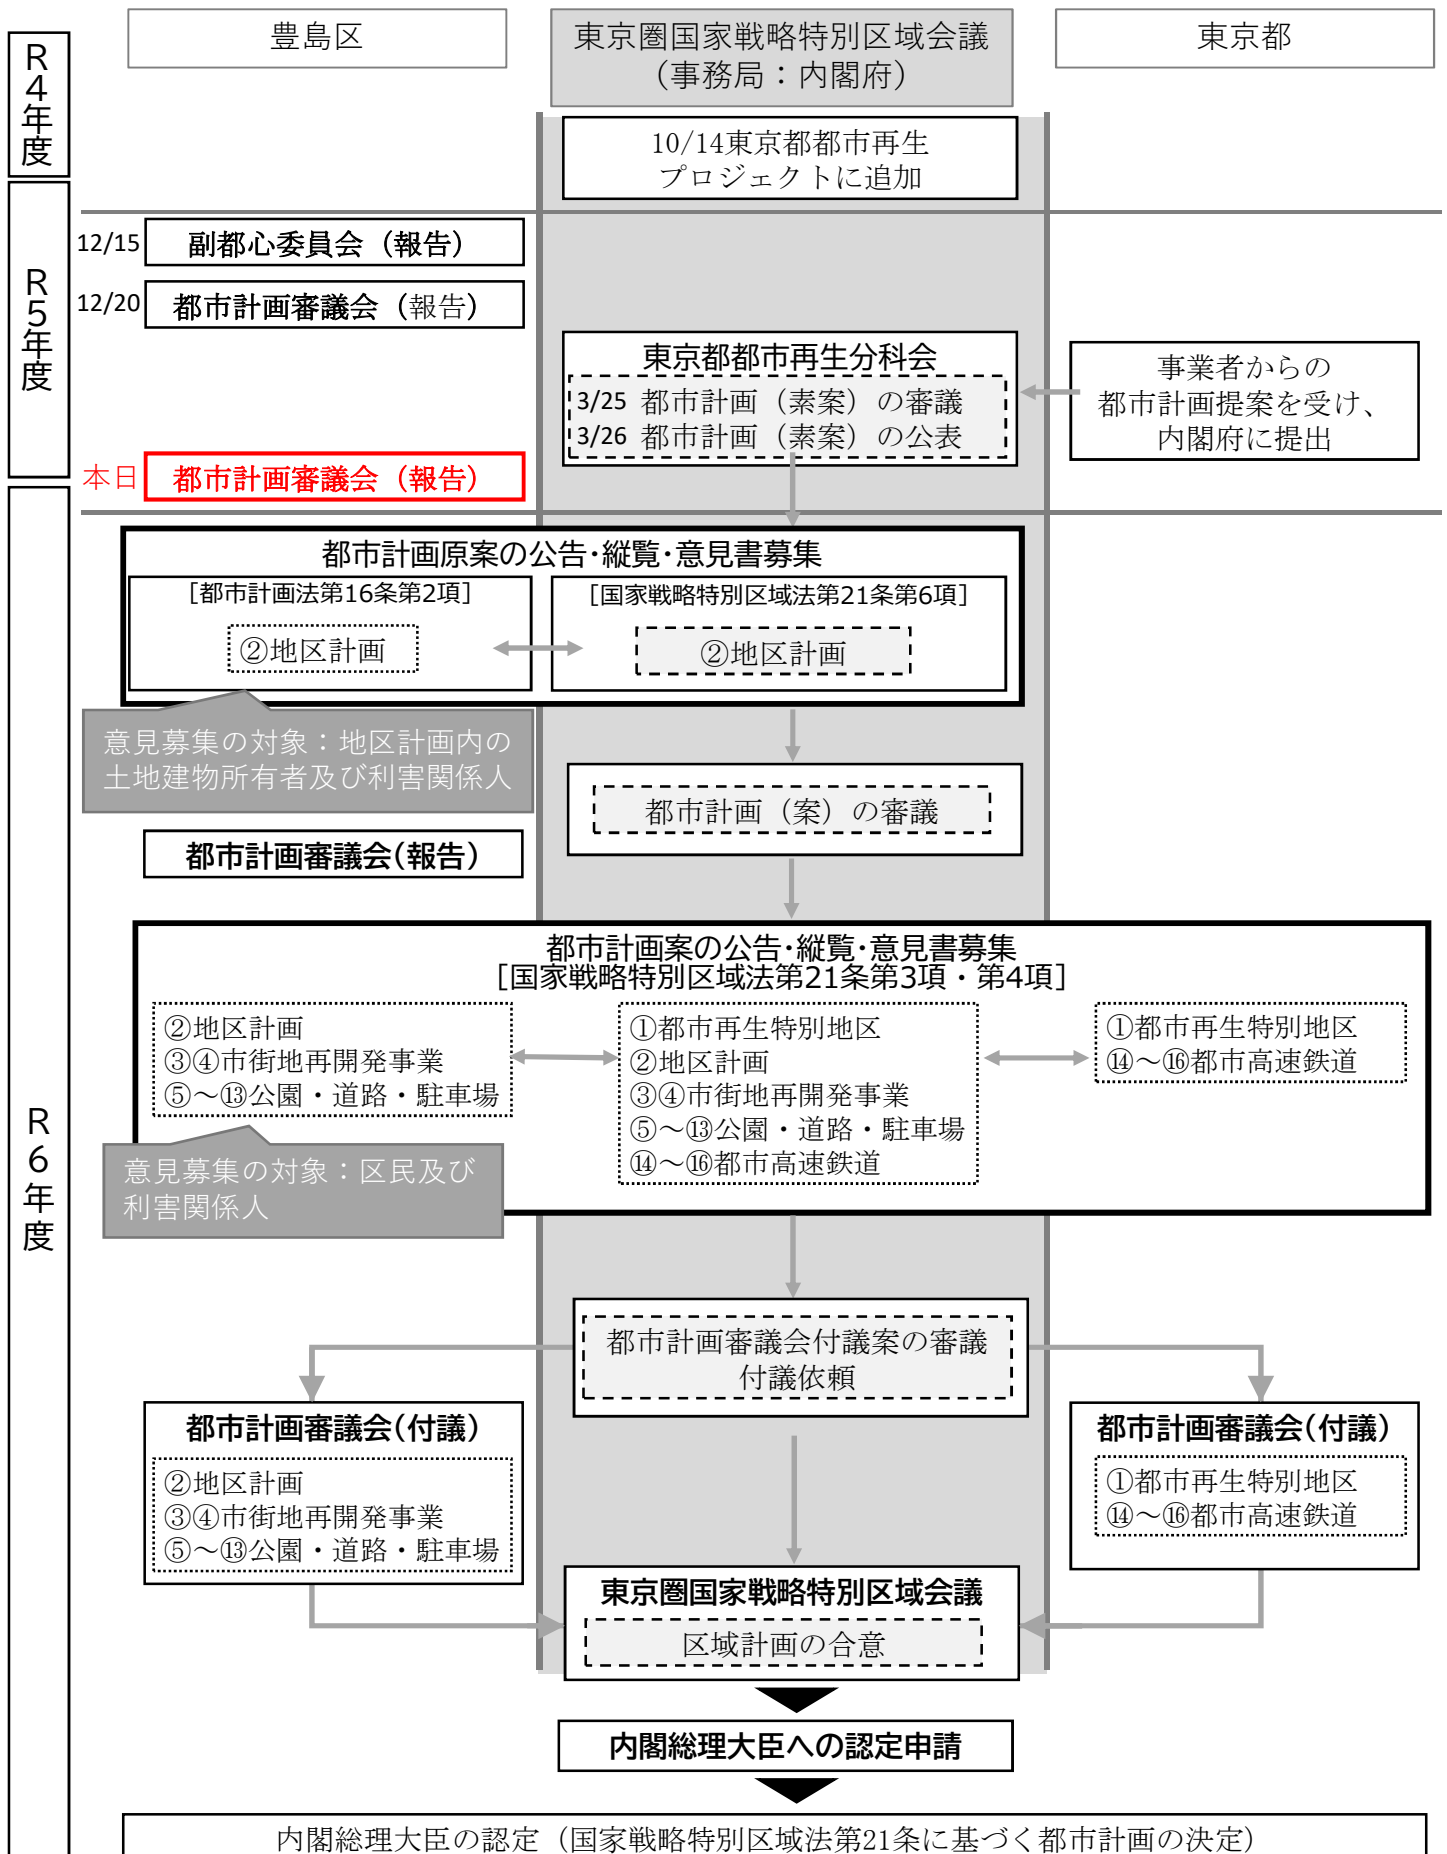 豊島区
東京圏国家戦略特別区域会議
（事務局：内閣府）
東京都
R4年度
10/14東京都都市再生
プロジェクトに追加
R5年度
12/15
副都心委員会（報告）
12/20
都市計画審議会（報告）
東京都都市再生分科会
3/25 都市計画（素案）の審議
3/26 都市計画（素案）の公表
事業者からの
都市計画提案を受け、
内閣府に提出
本日
都市計画審議会（報告）
R6年度
都市計画原案の公告･縦覧･意見書募集
［都市計画法第16条第2項］
②地区計画
［国家戦略特別区域法第21条第6項］
②地区計画
意見募集の対象：地区計画内の
土地建物所有者及び利害関係人
都市計画（案）の審議
都市計画審議会(報告)
都市計画案の公告･縦覧･意見書募集
［国家戦略特別区域法第21条第3項・第4項］
②地区計画
③④市街地再開発事業
⑤～⑬公園・道路・駐車場
①都市再生特別地区
②地区計画
③④市街地再開発事業
⑤～⑬公園・道路・駐車場
⑭～⑯都市高速鉄道
①都市再生特別地区
⑭～⑯都市高速鉄道
意見募集の対象：区民及び
利害関係人
都市計画審議会付議案の審議
付議依頼
都市計画審議会(付議)
②地区計画
③④市街地再開発事業
⑤～⑬公園・道路・駐車場
都市計画審議会(付議)
①都市再生特別地区
⑭～⑯都市高速鉄道
東京圏国家戦略特別区域会議
区域計画の合意
内閣総理大臣への認定申請
内閣総理大臣の認定（国家戦略特別区域法第21条に基づく都市計画の決定）